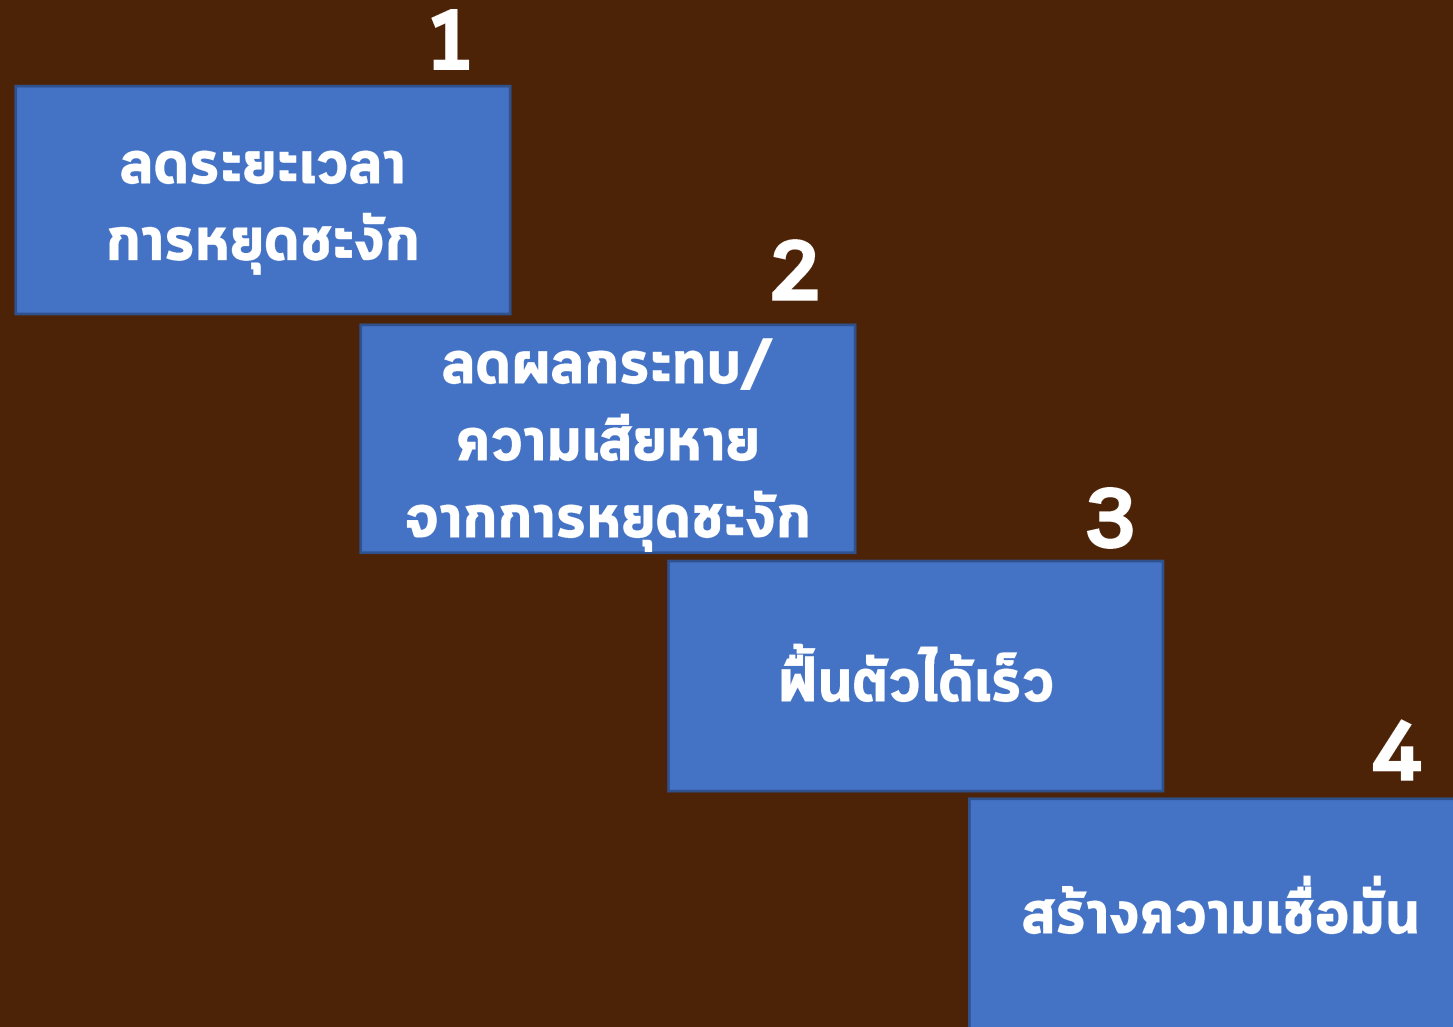 1
ลดระยะเวลา
การหยุดชะงัก
2
ลดผลกระทบ/
ความเสียหาย
จากการหยุดชะงัก
3
ฟื้นตัวได้เร็ว
4
สร้างความเชื่อมั่น